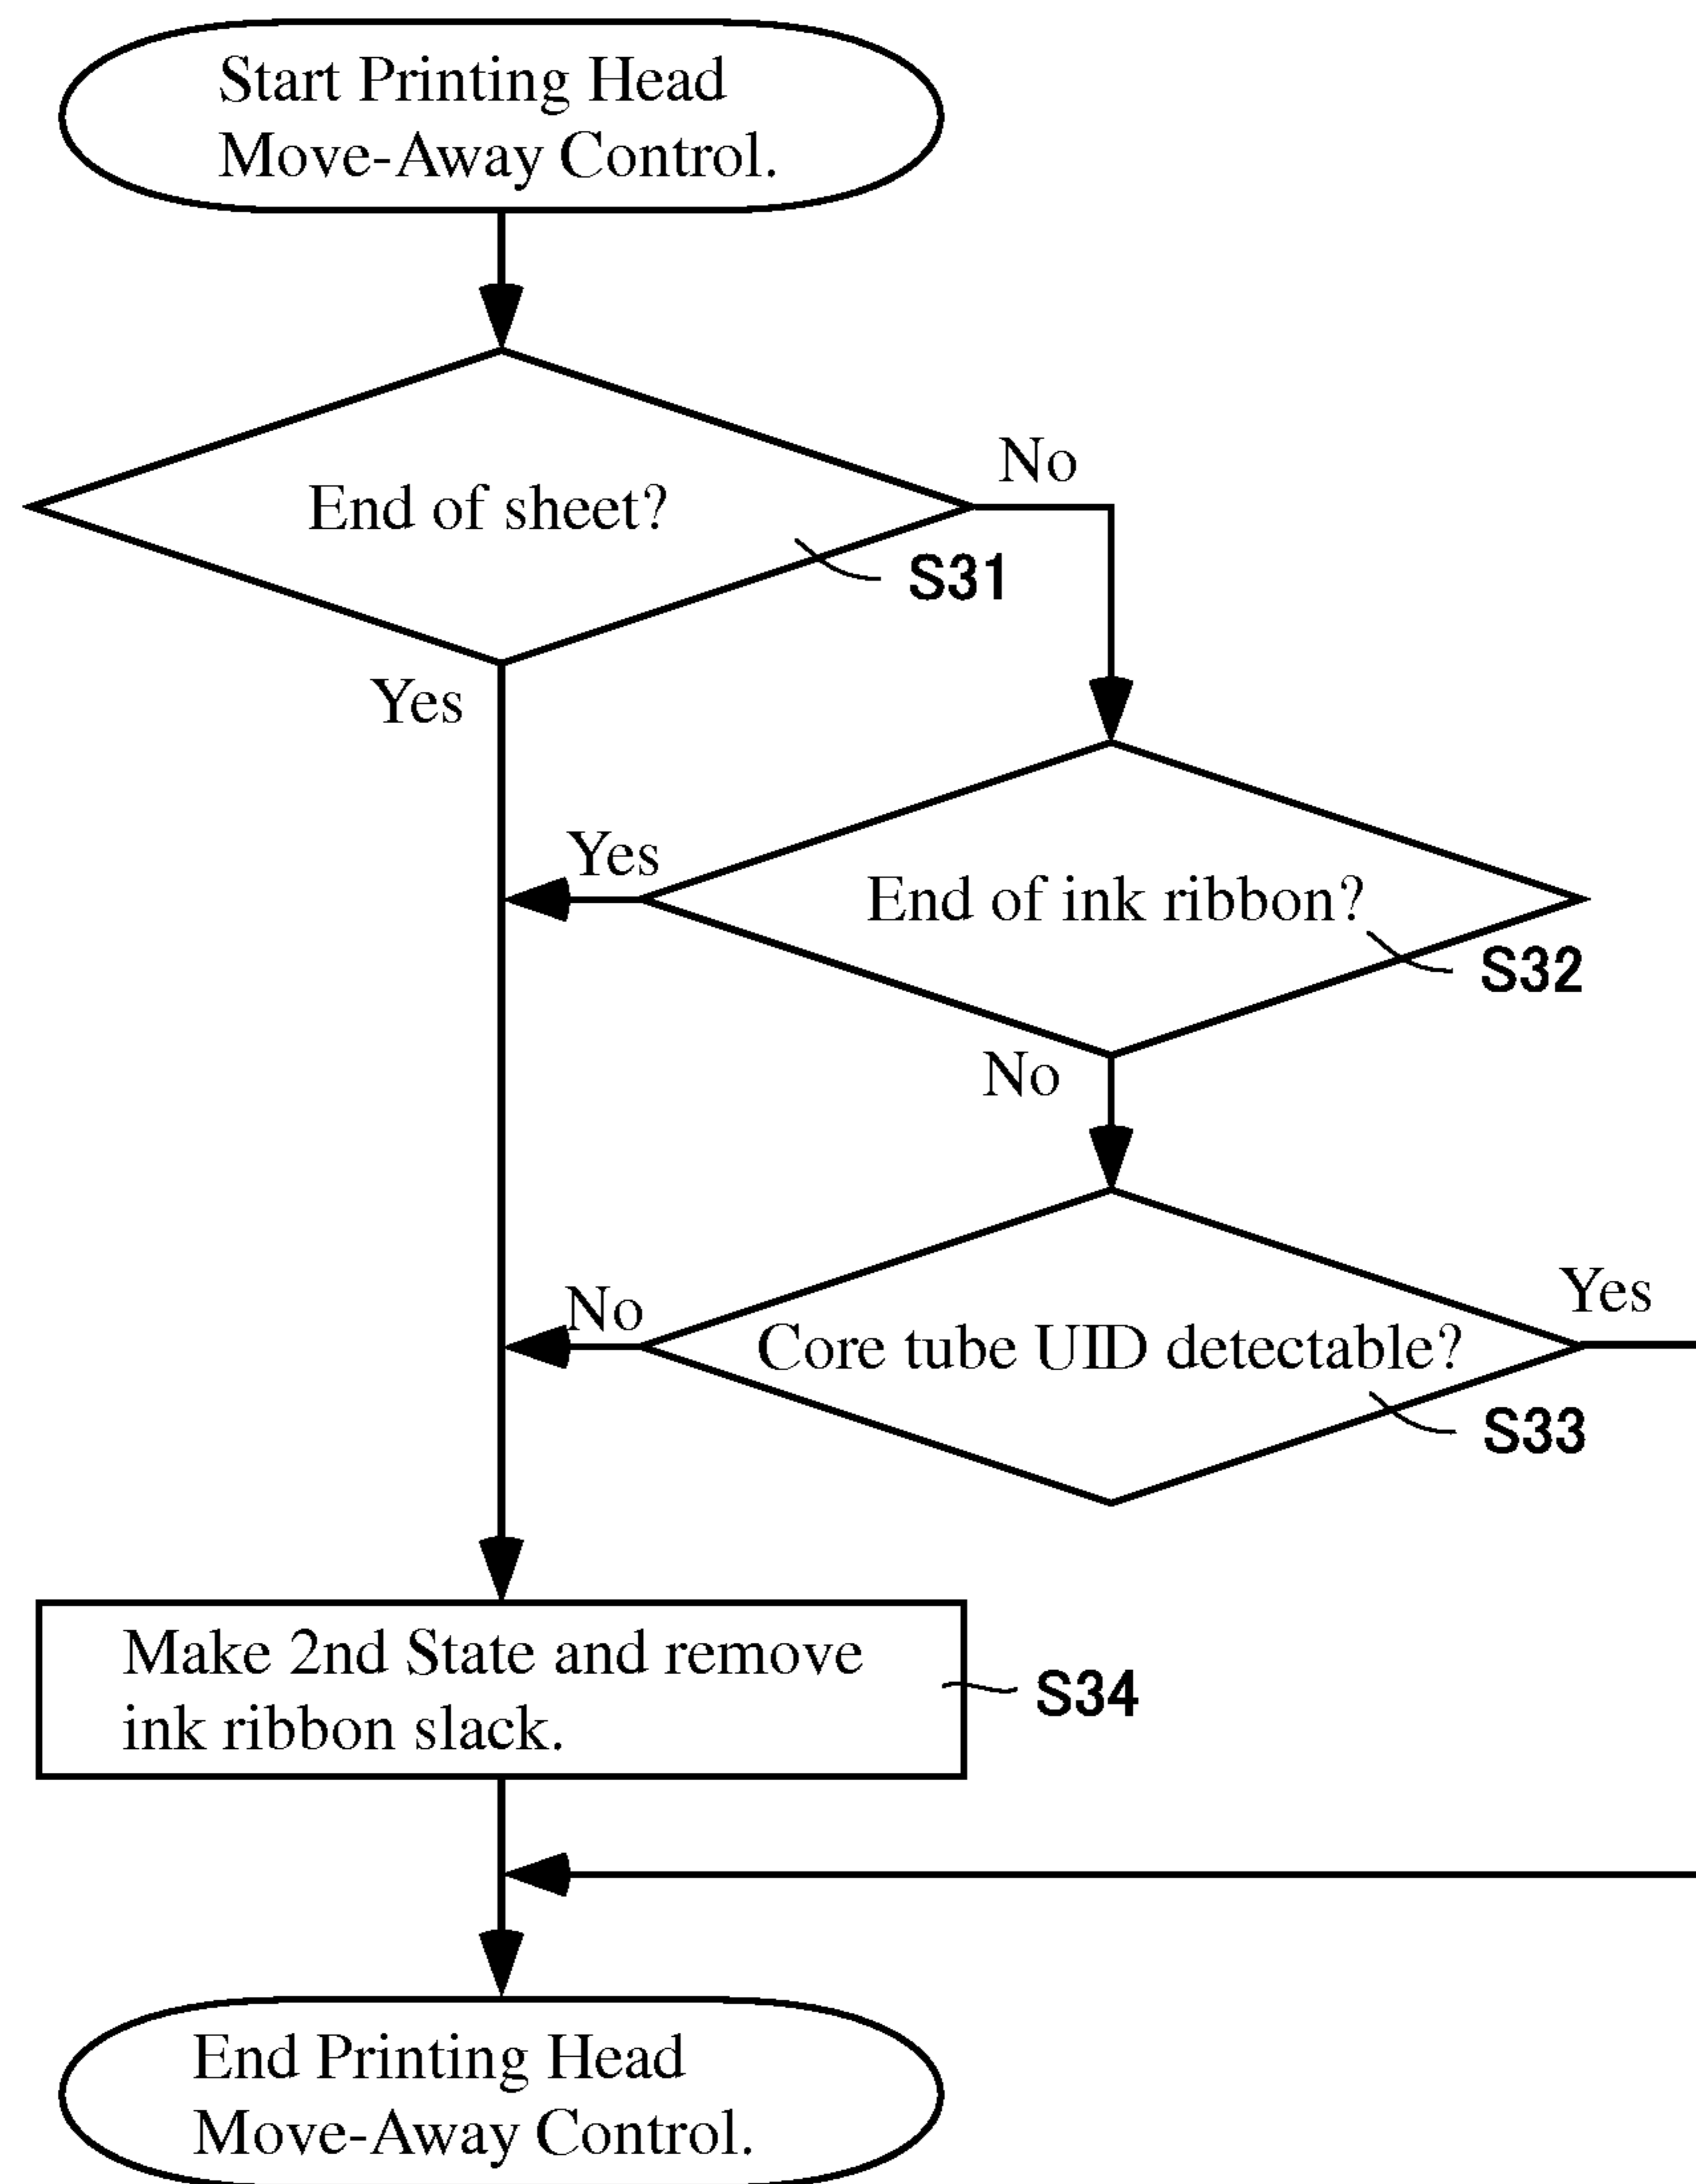 Start Printing Head
Move-Away Control.
End of sheet?
No
S31
Yes
Yes
End of ink ribbon?
S32
No
No
Core tube UID detectable?
Yes
S33
Make 2nd State and remove
ink ribbon slack.
S34
End Printing Head
Move-Away Control.